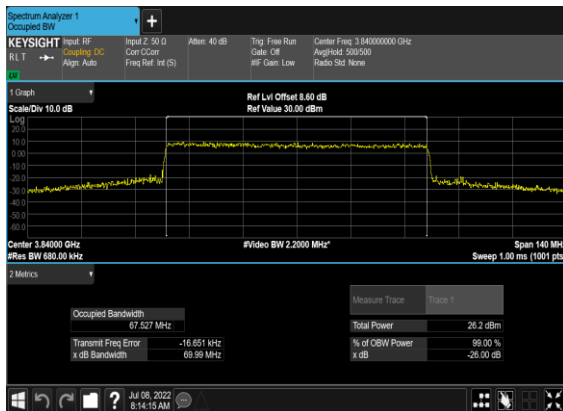 Spectrum Analyzer 1
Occupied BW
KEYSIGHT
RLT
Input: RF
Coupling: DC
Align: Auto
Input Z: 50 Ω
Corr CCorr
Freq Ref: Int (S)
Atten: 40 dB
Trig: Free Run
Gate: Off
#IF Gain: Low
Center Freq: 3.840000000 GHz
Avg|Hold: 500/500
Radio Std: None
1 Graph
Scale/Div 10.0 dB
Ref Lvl Offset 8.60 dB
Ref Value 30.00 dBm
Log
20.0
10.0
0.00
-10.0
-20.0
-30.0
-40.0
-50.0
-60.0
Center 3.84000 GHz
#Res BW 680.00 kHz
#Video BW 2.2000 MHz*
Span 140 MH
Sweep 1.00 ms (1001 pts
2 Metrics
Measure Trace Trace 1
Occupied Bandwidth
67.527 MHz
Total Power 26.2 dBm
Transmit Freq Error -16.651 kHz
% of OBW Power 99.00 %
x dB Bandwidth 69.99 MHz
x dB -26.00 dB
Jul 08, 2022
8:14:15 AM